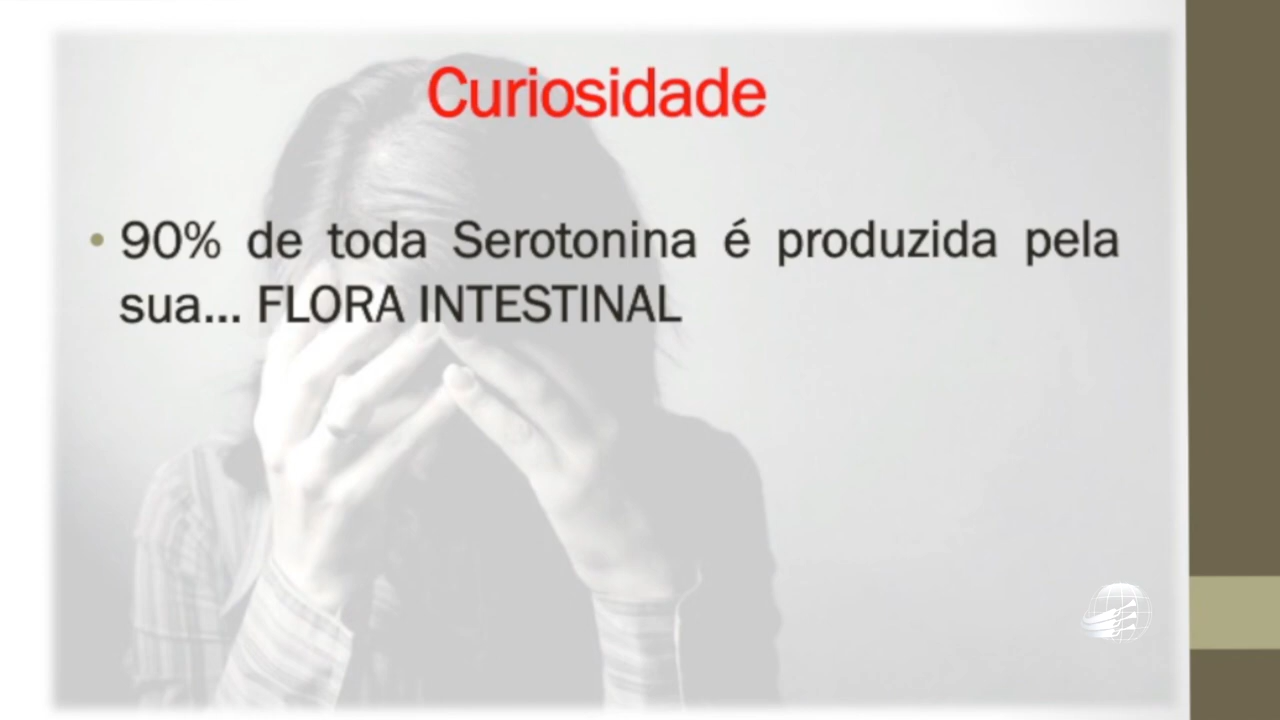 Curiosidade
• 90% de toda Serotonina é produzida pela
sua... FLORA INTESTINAL